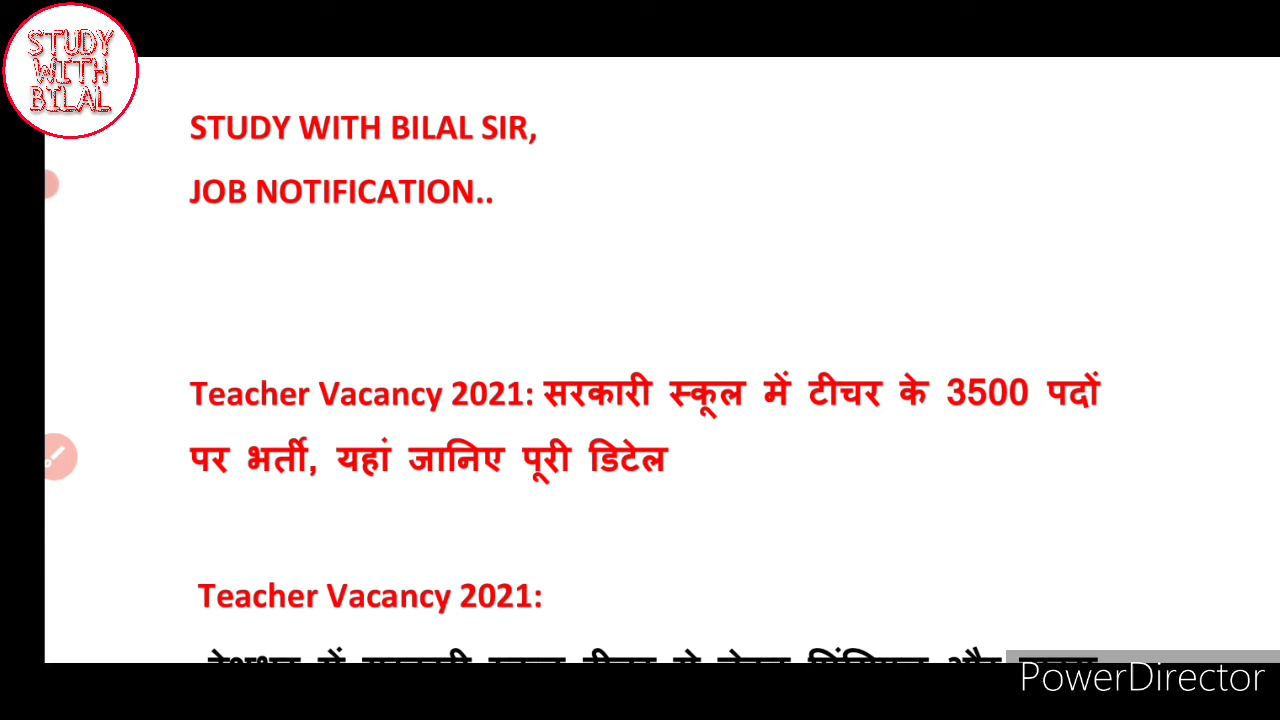 STUDY
WITH
BILAL
STUDY WITH BILAL SIR,
JOB NOTIFICATION..
Teacher Vacancy 2021: सरकारी स्कूल में टीचर के 3500 पदों
पर भर्ती, यहां जानिए पूरी डिटेल
Teacher Vacancy 2021:
PowerDirector